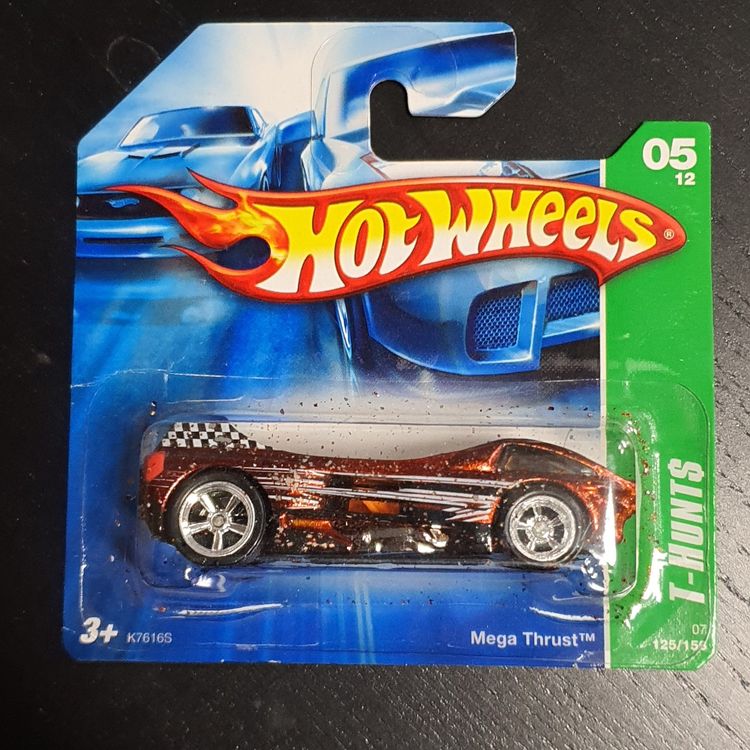 05
12
HOT WHEELS®
T-HUNT$
3+
K7616S
Mega Thrust™
07
125/156